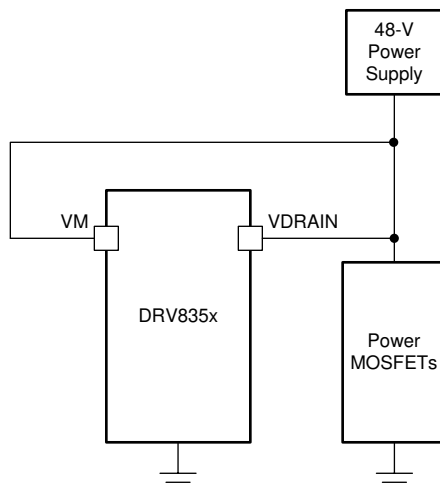 48-V
Power
Supply
VM
VDRAIN
DRV835x
Power
MOSFETs